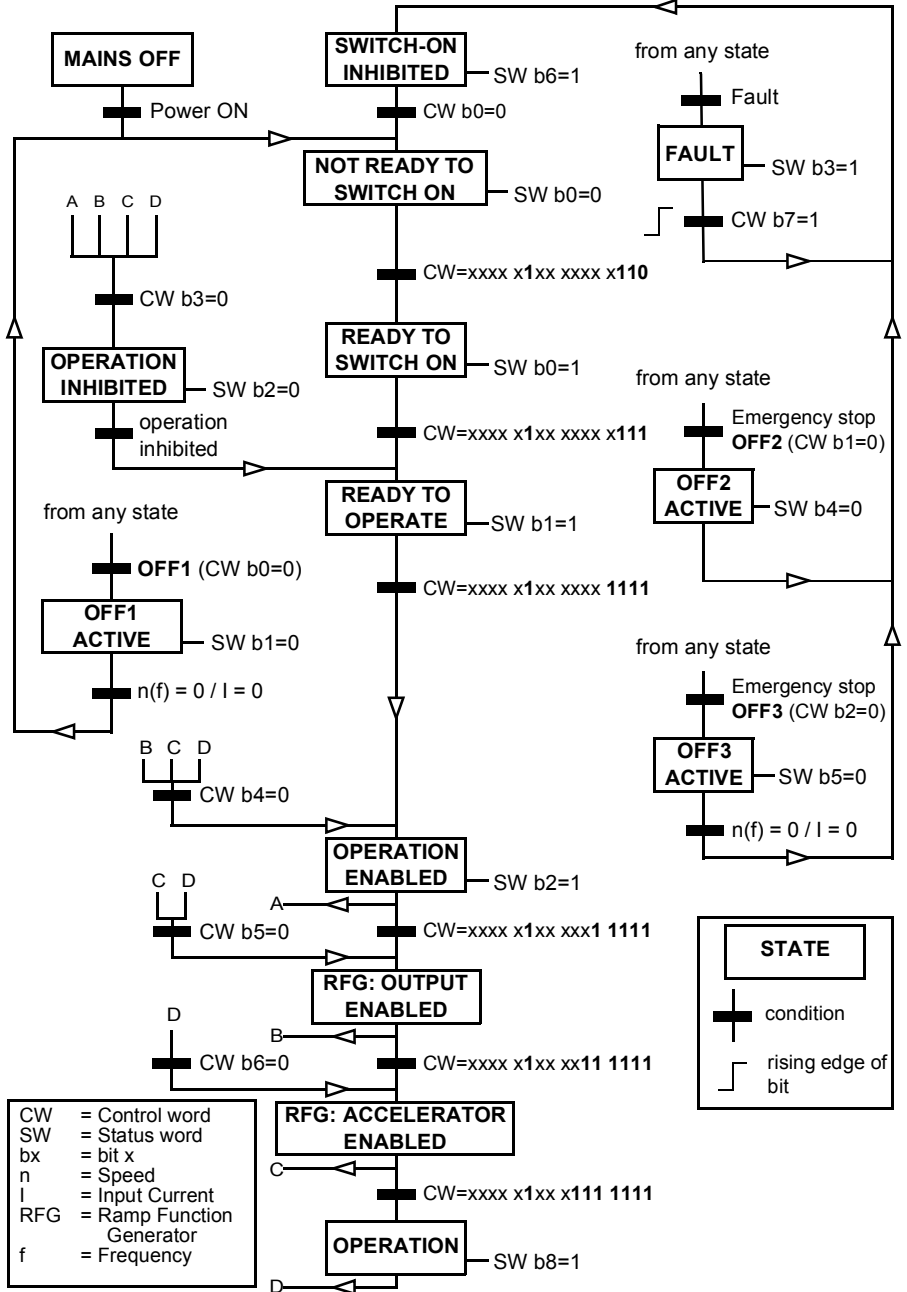 MAINS OFF
Power ON
SWITCH-ON
INHIBITED
SW b6=1
CW b0=0
NOT READY TO
SWITCH ON
SW b0=0
CW=xxxx x1xx xxxx x110
READY TO
SWITCH ON
SW b0=1
CW=xxxx x1xx xxxx x111
READY TO
OPERATE
SW b1=1
CW=xxxx x1xx xxxx 1111
A B C D
CW b3=0
OPERATION
INHIBITED
SW b2=0
operation
inhibited
from any state
OFF1 (CW b0=0)
OFF1
ACTIVE
SW b1=0
n(f) = 0 / I = 0
B C D
CW b4=0
OPERATION
ENABLED
SW b2=1
A
CW=xxxx x1xx xxx1 1111
C D
CW b5=0
RFG: OUTPUT
ENABLED
B
CW=xxxx x1xx xx11 1111
D
CW b6=0
RFG: ACCELERATOR
ENABLED
C
CW=xxxx x1xx x111 1111
OPERATION
SW b8=1
D
from any state
Fault
FAULT
SW b3=1
CW b7=1
from any state
Emergency stop
OFF2 (CW b1=0)
OFF2
ACTIVE
SW b4=0
from any state
Emergency stop
OFF3 (CW b2=0)
OFF3
ACTIVE
SW b5=0
n(f) = 0 / I = 0
STATE
condition
rising edge of
bit
CW = Control word
SW = Status word
bx = bit x
n = Speed
I = Input Current
RFG = Ramp Function
Generator
f = Frequency